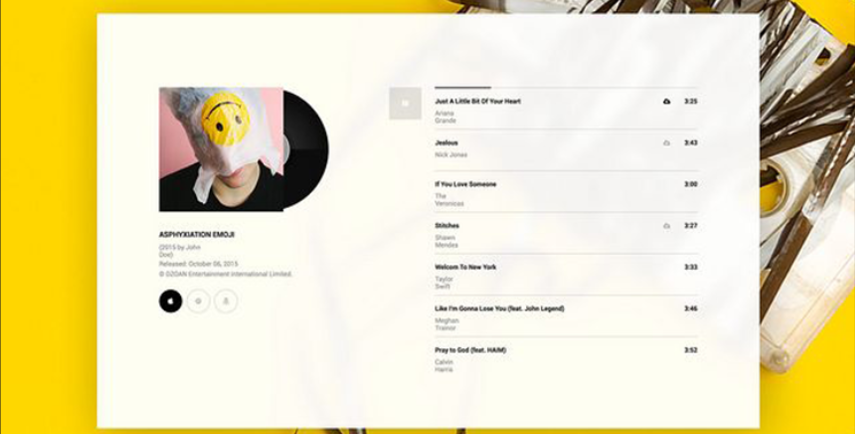 ASPHYXIATION EMOJI
(2015 by John
Doe)
Released: October 06, 2015
© OZOAN Entertainment International Limited.
Just A Little Bit Of Your Heart 3:25
Ariana
Grande
Jealous 3:43
Nick Jonas
If You Love Someone 3:00
The
Veronicas
Stitches 3:27
Shawn
Mendes
Welcom To New York 3:33
Taylor
Swift
Like I'm Gonna Lose You (feat. John Legend) 3:46
Meghan
Trainor
Pray to God (feat. HAIM) 3:52
Calvin
Harris